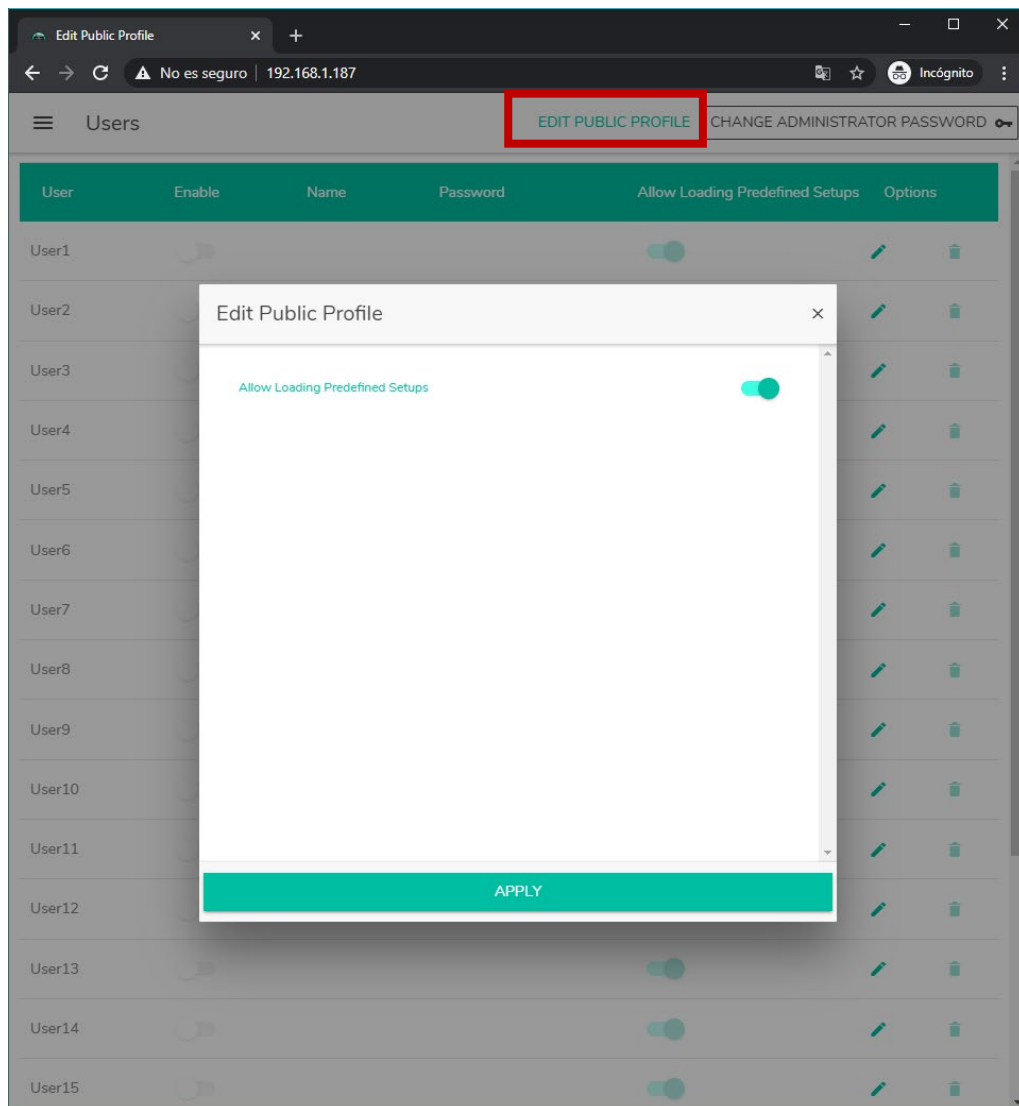 Edit Public Profile
No es seguro | 192.168.1.187 Incógnito
Users EDIT PUBLIC PROFILE CHANGE ADMINISTRATOR PASSWORD
User Enable Name Password Allow Loading Predefined Setups Options
User1
User2
Edit Public Profile
User3
Allow Loading Predefined Setups
User4
User5
User6
User7
User8
User9
User10
User11
APPLY
User12
User13
User14
User15